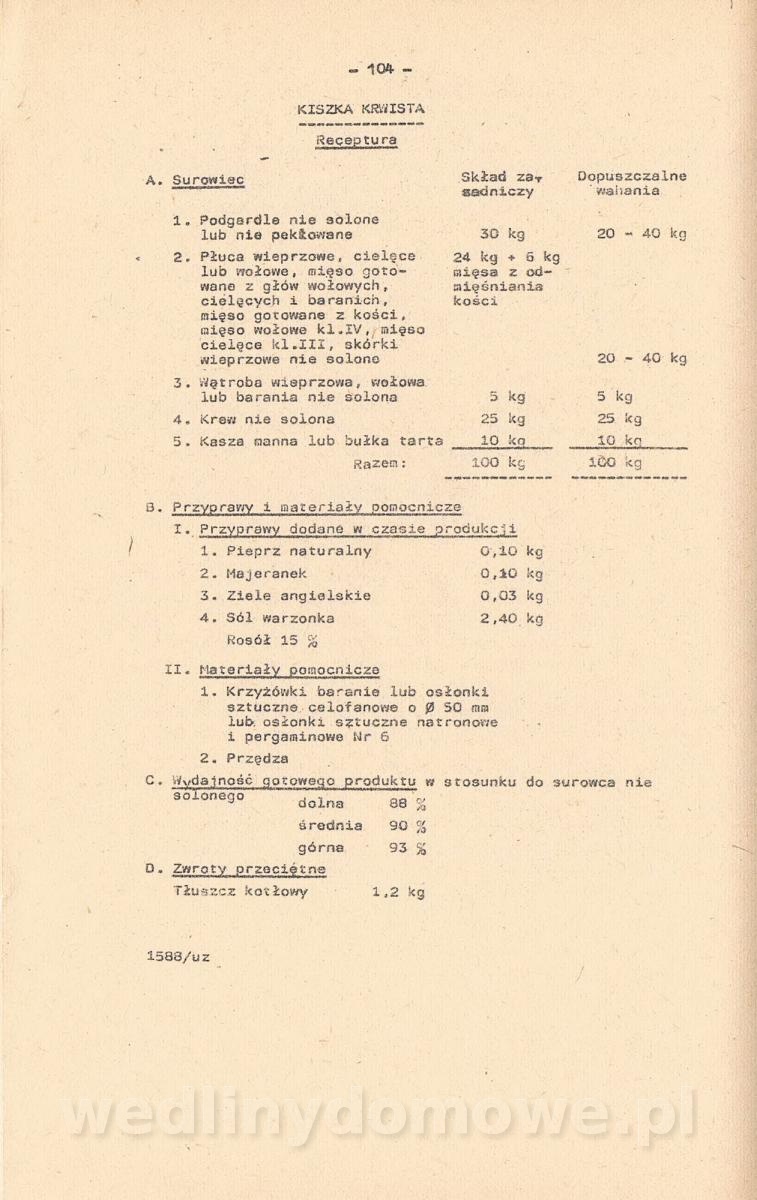 - 104 -
KISZKA KRWISTA
Receptura
A. Surowiec Skład za- Dopuszczalne
sadniczy wahania
1. Podgardle nie solone
lub nie peklowane 30 kg 20 - 40 kg
2. Płuca wieprzowe, cielęce 24 kg + 6 kg
lub wołowe, mięso goto- mięsa z od-
wane z głów wołowych, mięśniania
cielęcych i baranich, kości
mięso gotowane z kości,
mięso wołowe kl.IV, mięso
cielęce kl.III, skórki
wieprzowe nie solone 20 - 40 kg
3. Wątroba wieprzowa, wołowa
lub barania nie solona 5 kg 5 kg
4. Krew nie solona 25 kg 25 kg
5. Kasza manna lub bułka tarta 10 kg 10 kg
Razem: 100 kg 100 kg
B. Przyprawy i materiały pomocnicze
I. Przyprawy dodane w czasie produkcji
1. Pieprz naturalny 0,10 kg
2. Majeranek 0,10 kg
3. Ziele angielskie 0,03 kg
4. Sól warzonka 2,40 kg
Rosół 15 %
II. Materiały pomocnicze
1. Krzyżówki baranie lub osłonki
sztuczne celofanowe o Ø 50 mm
lub osłonki sztuczne natronowe
i pergaminowe Nr 6
2. Przędza
C. Wydajność gotowego produktu w stosunku do surowca nie
solonego
dolna 88 %
średnia 90 %
górna 93 %
D. Zwroty przeciętne
Tłuszcz kotłowy 1,2 kg
1588/uz
wedlinydomowe.pl